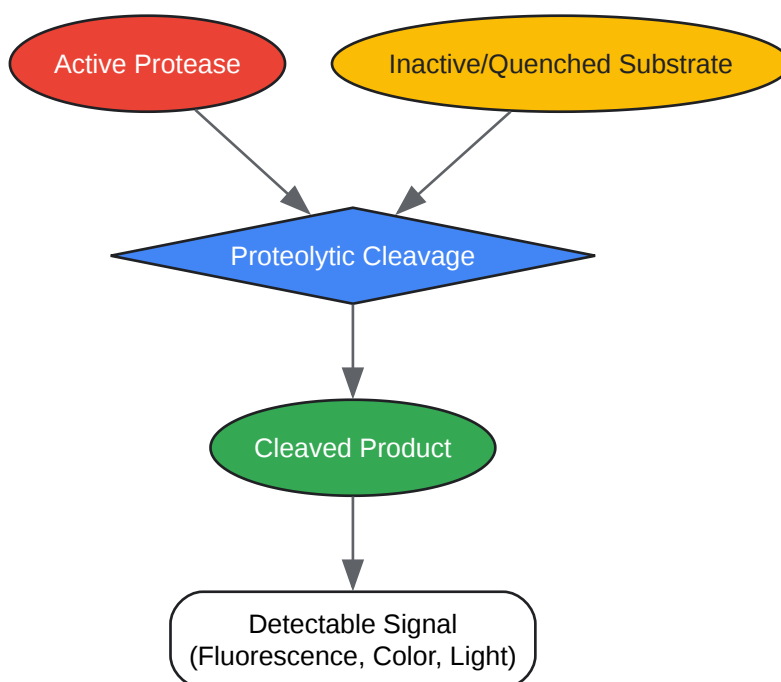 Active Protease
Inactive/Quenched Substrate
Proteolytic Cleavage
Cleaved Product
Detectable Signal
(Fluorescence, Color, Light)